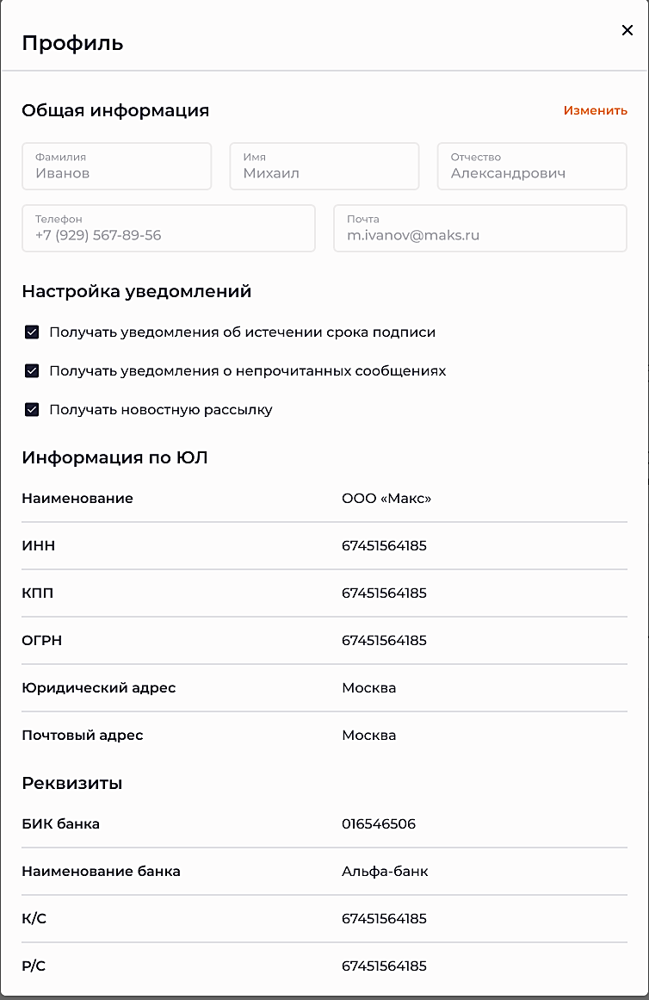 Профиль
Общая информация Изменить
Фамилия Имя Отчество
Иванов Михаил Александрович
Телефон Почта
+7 (929) 567-89-56 m.ivanov@maks.ru
Настройка уведомлений
Получать уведомления об истечении срока подписи
Получать уведомления о непрочитанных сообщениях
Получать новостную рассылку
Информация по ЮЛ
Наименование ООО «Макс»
ИНН 67451564185
КПП 67451564185
ОГРН 67451564185
Юридический адрес Москва
Почтовый адрес Москва
Реквизиты
БИК банка 016546506
Наименование банка Альфа-банк
К/С 67451564185
Р/С 67451564185